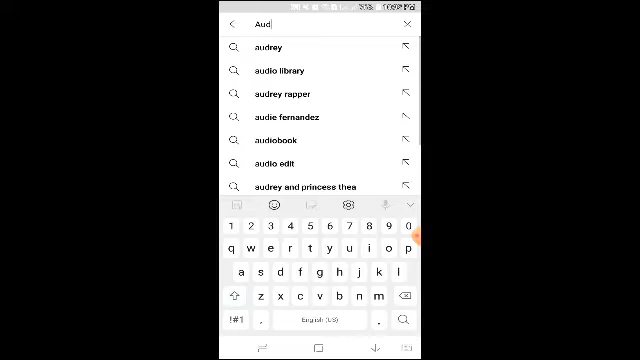 Aud
audrey
audio library
audrey rapper
audie fernandez
audiobook
audio edit
audrey and princess thea
1 2 3 4 5 6 7 8 9 0
q w e r t y u i o p
a s d f g h j k l
z x c v b n m
!#1 , English (US) .